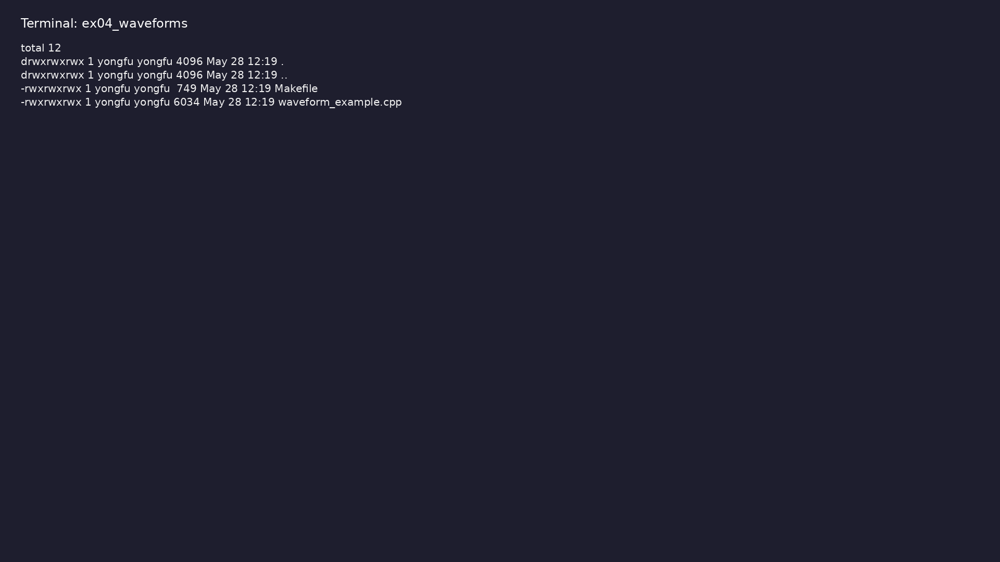 Terminal: ex04_waveforms
total 12
drwxrwxrwx 1 yongfu yongfu 4096 May 28 12:19 .
drwxrwxrwx 1 yongfu yongfu 4096 May 28 12:19 ..
-rwxrwxrwx 1 yongfu yongfu  749 May 28 12:19 Makefile
-rwxrwxrwx 1 yongfu yongfu 6034 May 28 12:19 waveform_example.cpp